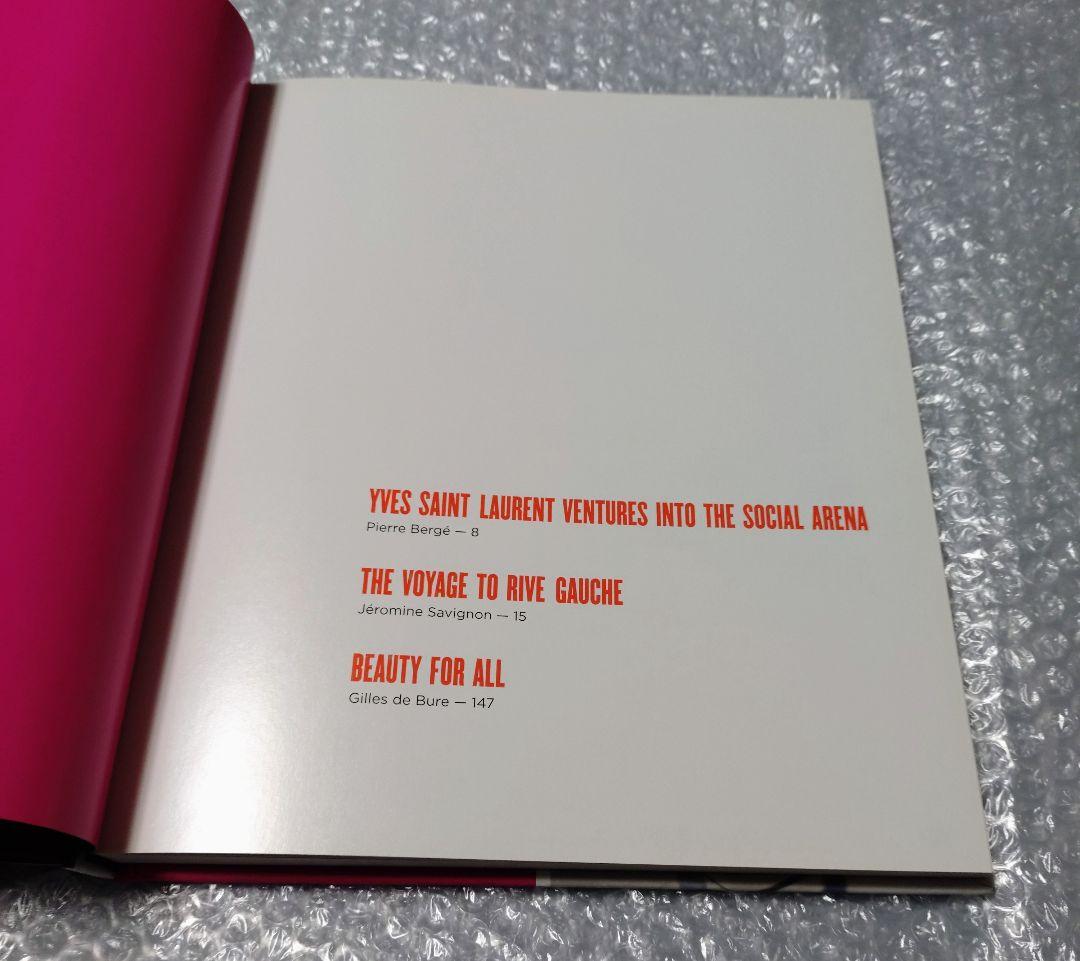 YVES SAINT LAURENT VENTURES INTO THE SOCIAL ARENA
Pierre Bergé — 8
THE VOYAGE TO RIVE GAUCHE
Jéromine Savignon — 15
BEAUTY FOR ALL
Gilles de Bure — 147